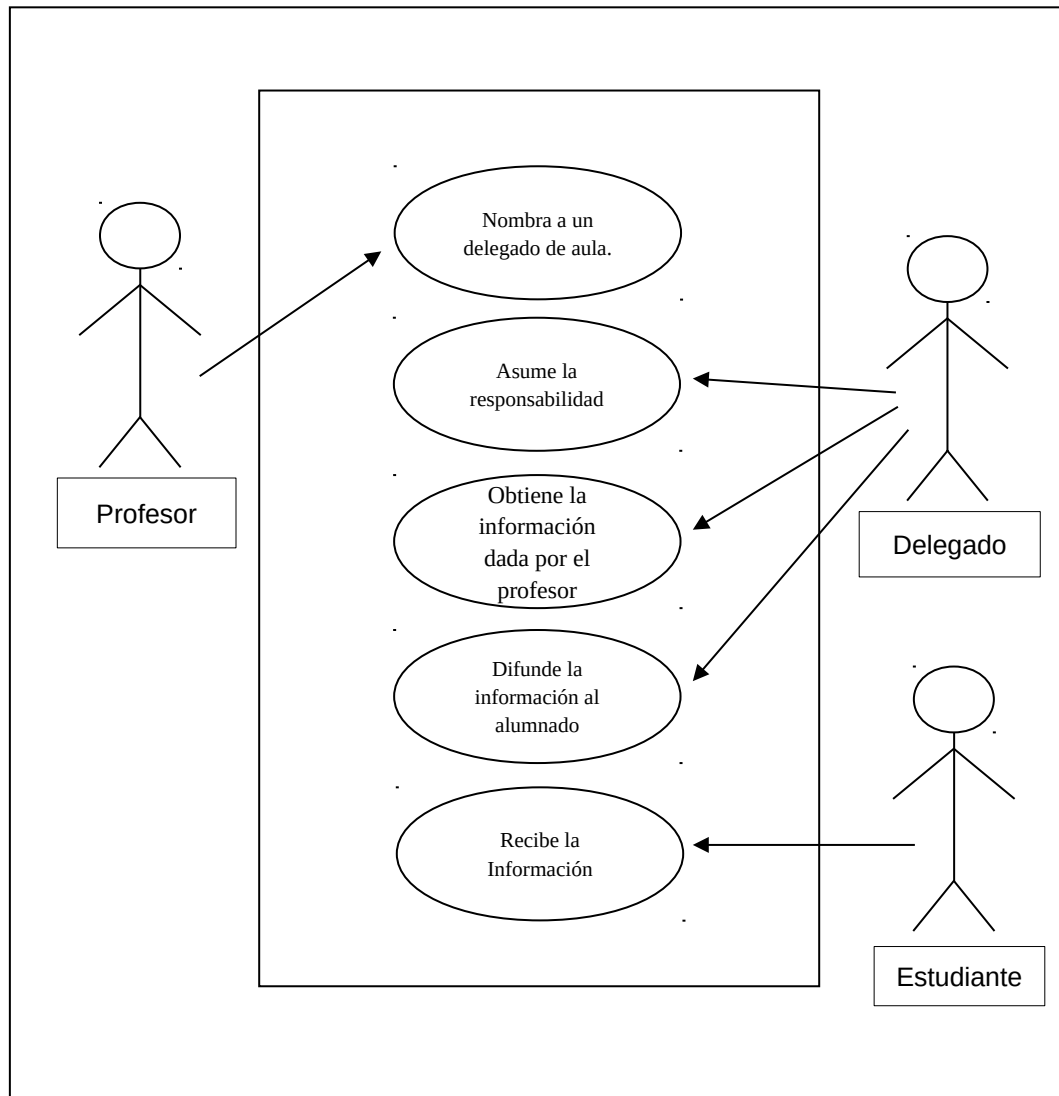 Nombra a un
delegado de aula.
Asume la
responsabilidad
Obtiene la
información
dada por el
profesor
Difunde la
información al
alumnado
Recibe la
Información
Profesor
Delegado
Estudiante